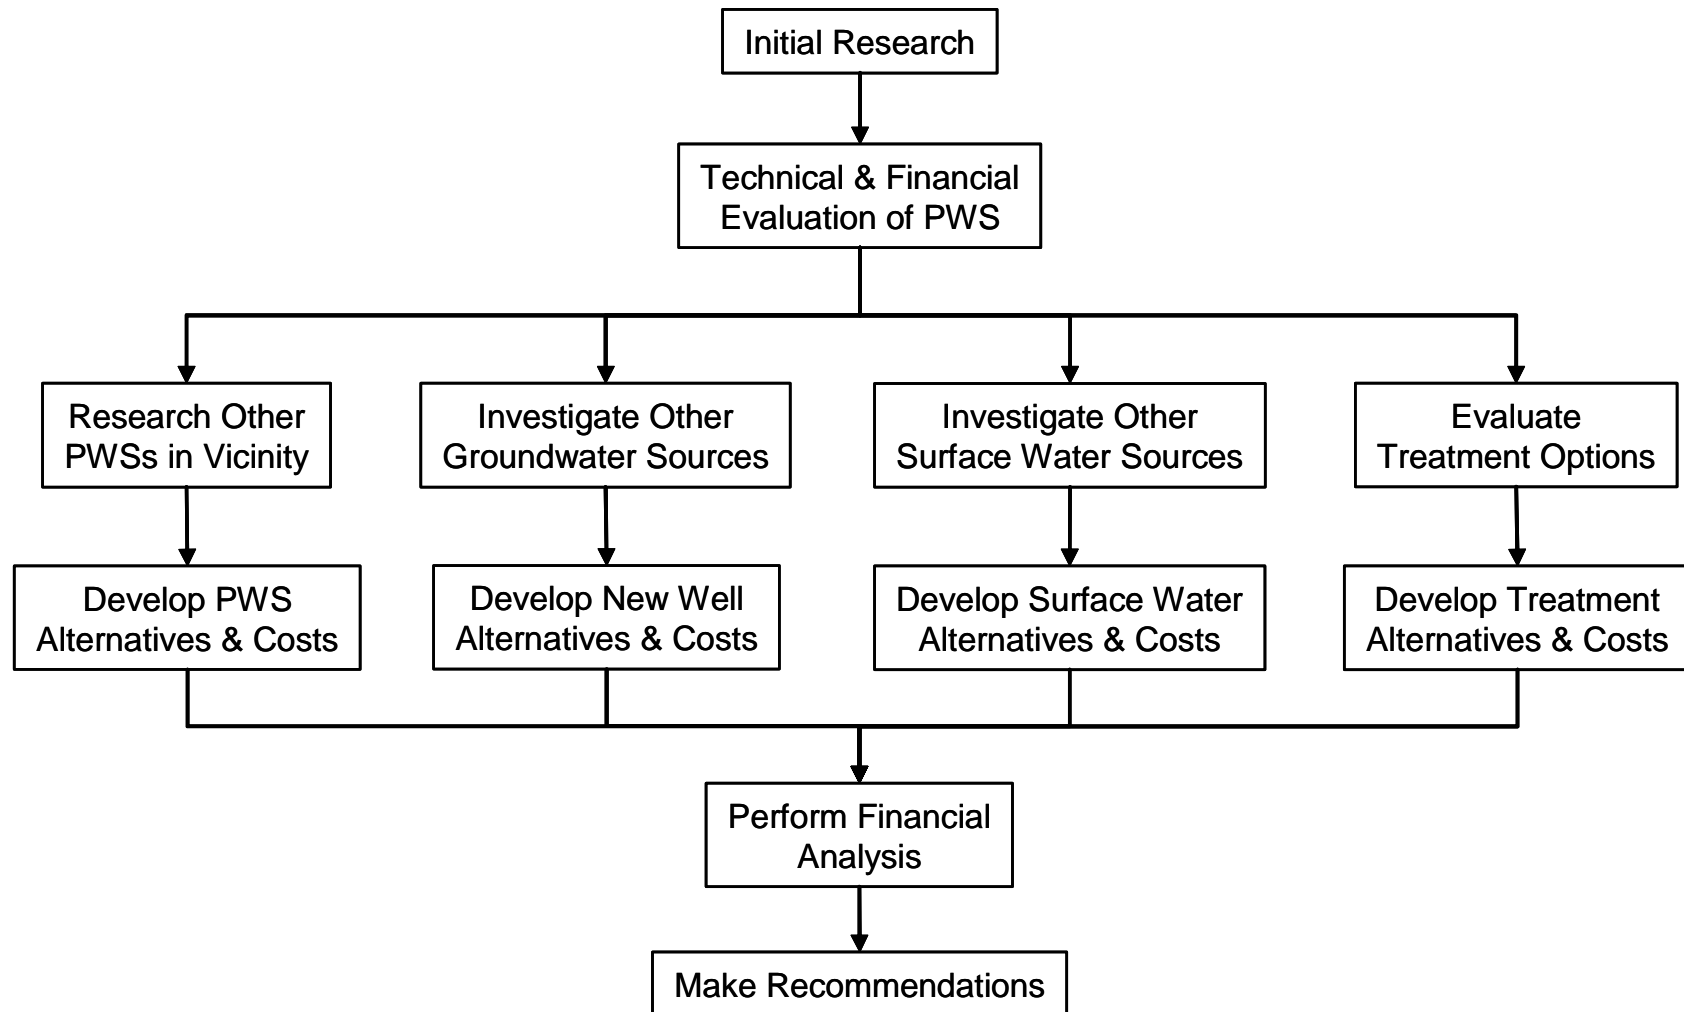 Initial Research
Technical & Financial
Evaluation of PWS
Research Other
PWSs in Vicinity
Investigate Other
Groundwater Sources
Investigate Other
Surface Water Sources
Evaluate
Treatment Options
Develop PWS
Alternatives & Costs
Develop New Well
Alternatives & Costs
Develop Surface Water
Alternatives & Costs
Develop Treatment
Alternatives & Costs
Perform Financial
Analysis
Make Recommendations